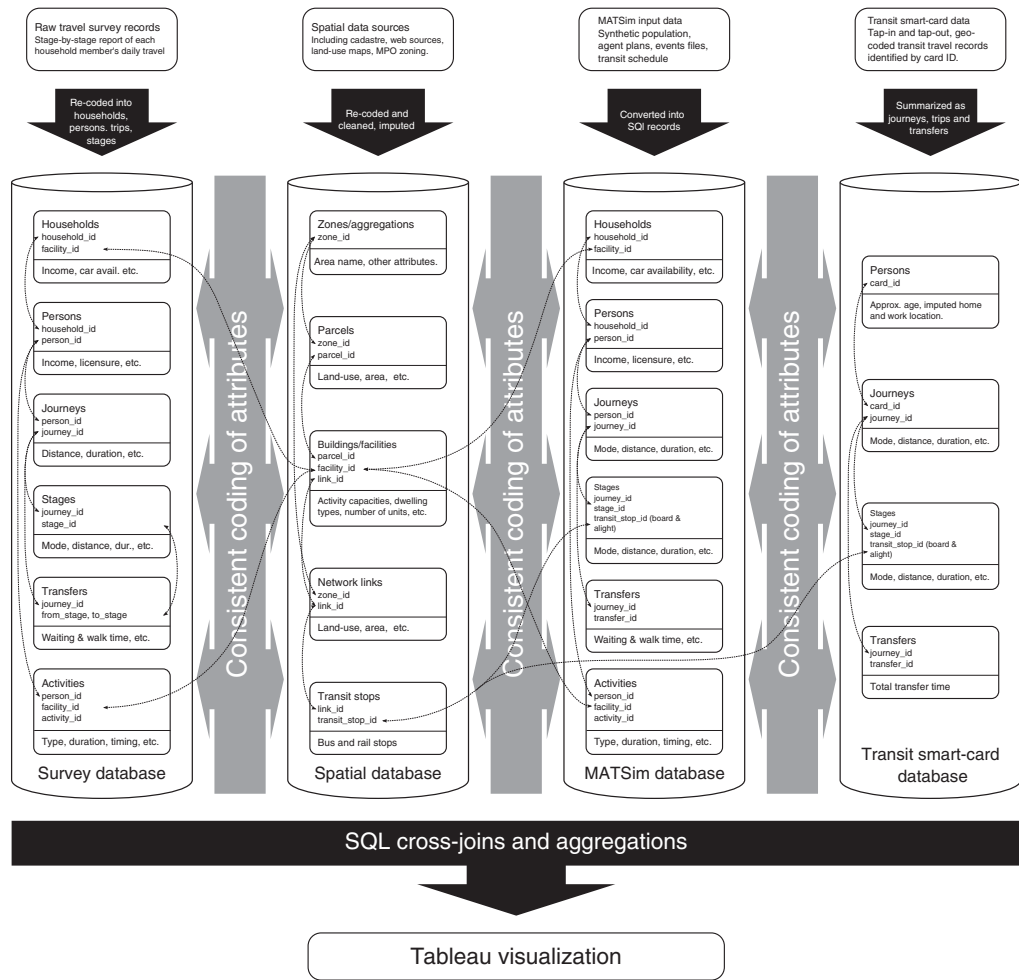 Raw travel survey records
Stage-by-stage report of each
household member's daily travel
Spatial data sources
Including cadastre, web sources,
land-use maps, MPO zoning.
MATSim input data
Synthetic population,
agent plans, events files,
transit schedule
Transit smart-card data
Tap-in and tap-out, geo-
coded transit travel records
identified by card ID.
Re-coded into
households,
persons. trips,
stages
Re-coded and
cleaned, imputed
Converted into
SQl records
Summarized as
journeys, trips and
transfers
Households
household_id
facility_id
Income, car avail. etc.
Persons
household_id
person_id
Income, licensure, etc.
Journeys
person_id
journey_id
Distance, duration, etc.
Stages
journey_id
stage_id
Mode, distance, dur., etc.
Transfers
journey_id
from_stage, to_stage
Waiting & walk time, etc.
Activities
person_id
facility_id
activity_id
Type, duration, timing, etc.
Survey database
Consistent coding of attributes
Zones/aggregations
zone_id
Area name, other attributes.
Parcels
zone_id
parcel_id
Land-use, area, etc.
Buildings/facilities
parcel_id
facility_id
link_id
Activity capacities, dwelling
types, number of units, etc.
Network links
zone_id
link_id
Land-use, area, etc.
Transit stops
link_id
transit_stop_id
Bus and rail stops
Spatial database
Consistent coding of attributes
Households
household_id
facility_id
Income, car availability, etc.
Persons
household_id
person_id
Income, licensure, etc.
Journeys
person_id
journey_id
Mode, distance, duration, etc.
Stages
journey_id
stage_id
transit_stop_id (board &
alight)
Mode, distance, duration, etc.
Transfers
journey_id
transfer_id
Waiting & walk time, etc.
Activities
person_id
facility_id
activity_id
Type, duration, timing, etc.
MATSim database
Consistent coding of attributes
Persons
card_id
Approx. age, imputed home
and work location.
Journeys
card_id
journey_id
Mode, distance, duration, etc.
Stages
journey_id
stage_id
transit_stop_id (board &
alight)
Mode, distance, duration, etc.
Transfers
journey_id
transfer_id
Total transfer time
Transit smart-card
database
SQL cross-joins and aggregations
Tableau visualization